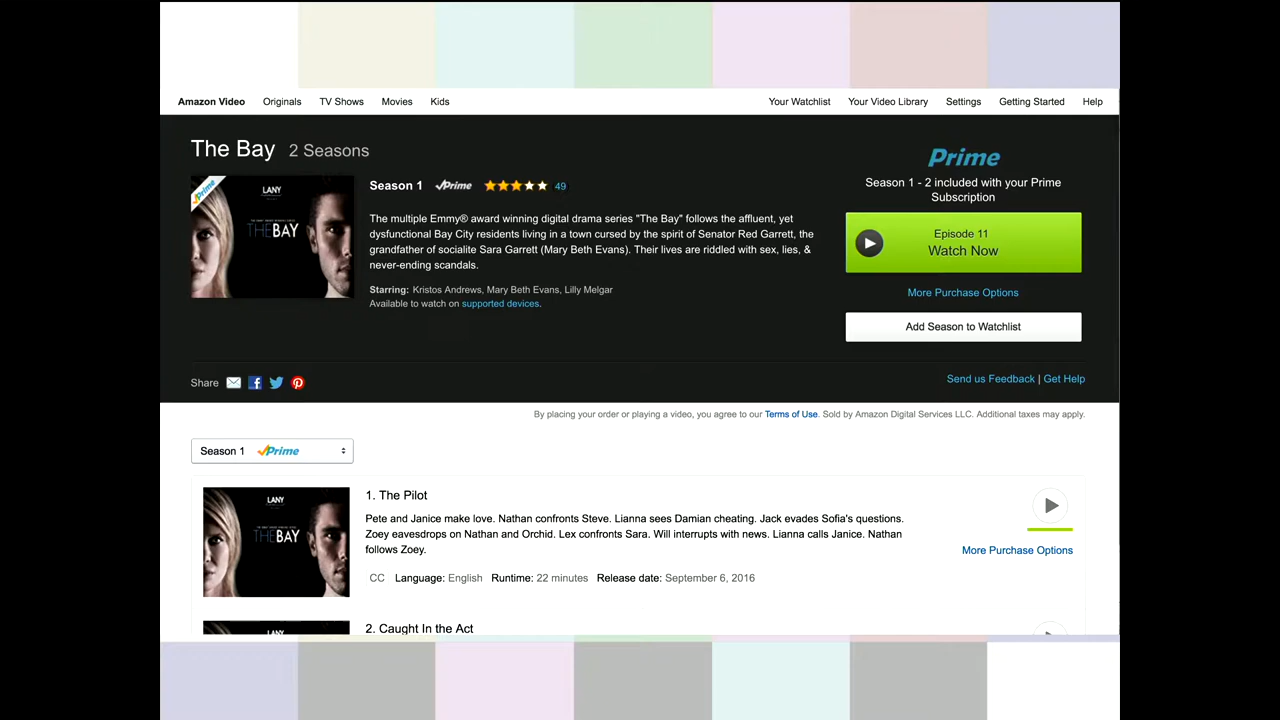 Amazon Video Originals TV Shows Movies Kids Your Watchlist Your Video Library Settings Getting Started Help
The Bay 2 Seasons
Prime
LANY
THE BAY
Season 1 Prime 49
The multiple Emmy® award winning digital drama series "The Bay" follows the affluent, yet
dysfunctional Bay City residents living in a town cursed by the spirit of Senator Red Garrett, the
grandfather of socialite Sara Garrett (Mary Beth Evans). Their lives are riddled with sex, lies, &
never-ending scandals.
Starring: Kristos Andrews, Mary Beth Evans, Lilly Melgar
Available to watch on supported devices.
Prime
Season 1 - 2 included with your Prime
Subscription
Episode 11
Watch Now
More Purchase Options
Add Season to Watchlist
Share
Send us Feedback | Get Help
By placing your order or playing a video, you agree to our Terms of Use. Sold by Amazon Digital Services LLC. Additional taxes may apply.
Season 1 Prime
LANY
THE BAY
1. The Pilot
Pete and Janice make love. Nathan confronts Steve. Lianna sees Damian cheating. Jack evades Sofia's questions.
Zoey eavesdrops on Nathan and Orchid. Lex confronts Sara. Will interrupts with news. Lianna calls Janice. Nathan
follows Zoey.
CC Language: English Runtime: 22 minutes Release date: September 6, 2016
More Purchase Options
LANY
2. Caught In the Act